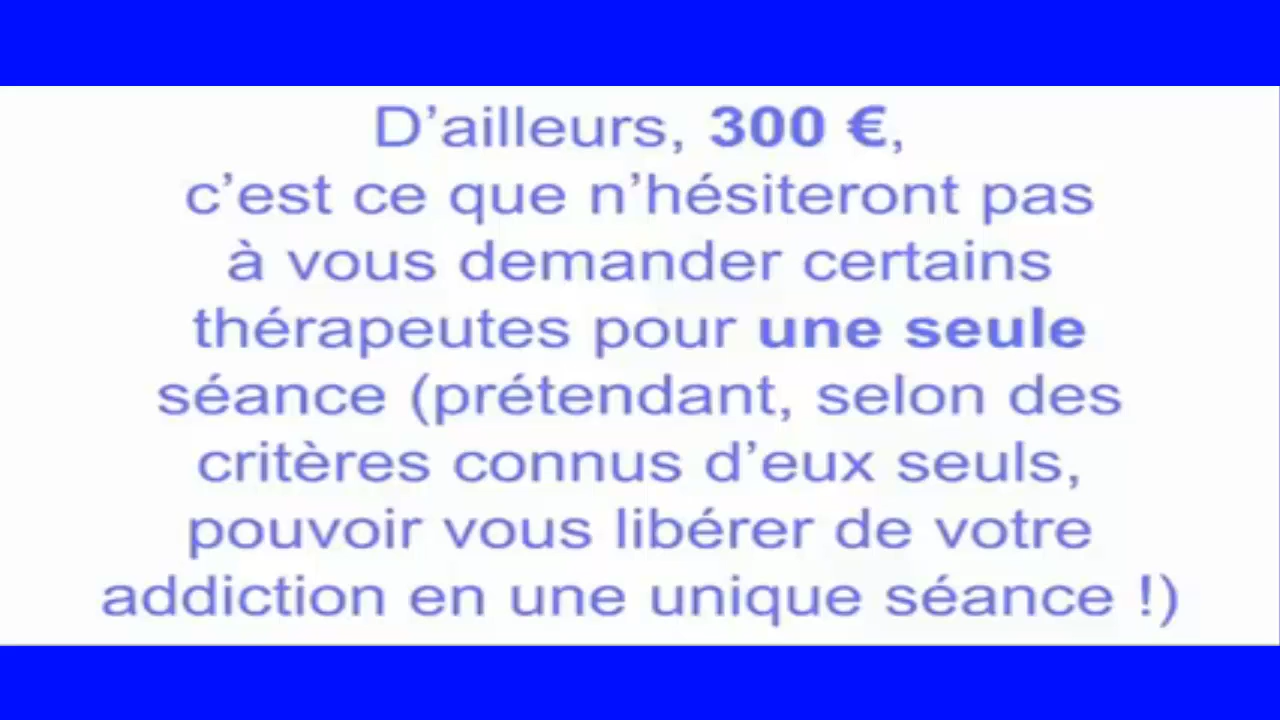 D’ailleurs, 300 €,
c’est ce que n’hésiteront pas
à vous demander certains
thérapeutes pour une seule
séance (prétendant, selon des
critères connus d’eux seuls,
pouvoir vous libérer de votre
addiction en une unique séance !)